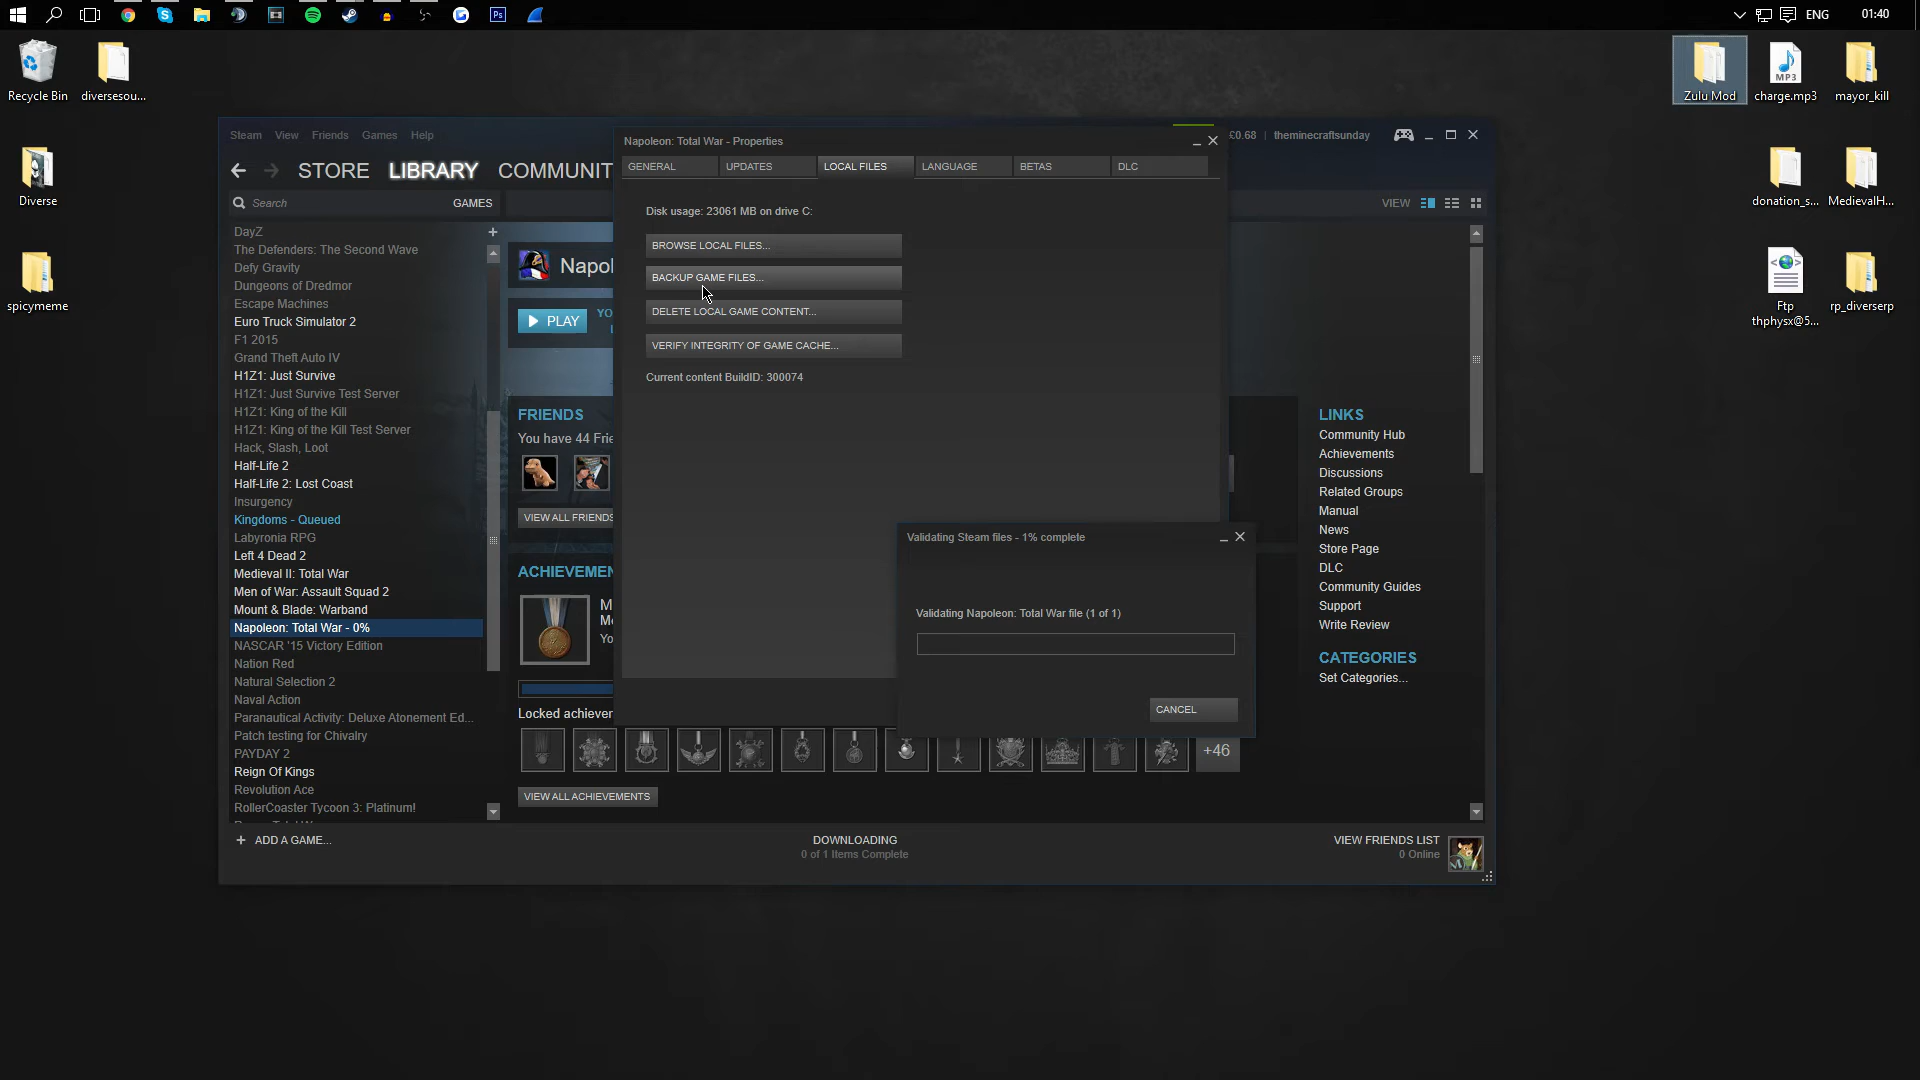 ENG
01:40
Recycle Bin
diversesou...
Diverse
spicymeme
Zulu Mod
MP3
charge.mp3
mayor_kill
donation_s...
MedievalH...
Ftp
thphysx@5...
rp_diverserp
Ps
Steam View Friends Games Help
£0.68 | theminecraftsunday
STORE LIBRARY COMMUNIT
Search
GAMES
VIEW
DayZ
The Defenders: The Second Wave
Defy Gravity
Dungeons of Dredmor
Escape Machines
Euro Truck Simulator 2
F1 2015
Grand Theft Auto IV
H1Z1: Just Survive
H1Z1: Just Survive Test Server
H1Z1: King of the Kill
H1Z1: King of the Kill Test Server
Hack, Slash, Loot
Half-Life 2
Half-Life 2: Lost Coast
Insurgency
Kingdoms - Queued
Labyronia RPG
Left 4 Dead 2
Medieval II: Total War
Men of War: Assault Squad 2
Mount & Blade: Warband
Napoleon: Total War - 0%
NASCAR '15 Victory Edition
Nation Red
Natural Selection 2
Naval Action
Paranautical Activity: Deluxe Atonement Ed...
Patch testing for Chivalry
PAYDAY 2
Reign Of Kings
Revolution Ace
RollerCoaster Tycoon 3: Platinum!
+ ADD A GAME...
Napol
PLAY
YO
L
FRIENDS
You have 44 Frie
VIEW ALL FRIENDS
ACHIEVEMEN
M
Me
Yo
Locked achiever
+46
VIEW ALL ACHIEVEMENTS
Napoleon: Total War - Properties
GENERAL UPDATES LOCAL FILES LANGUAGE BETAS DLC
Disk usage: 23061 MB on drive C:
BROWSE LOCAL FILES...
BACKUP GAME FILES...
DELETE LOCAL GAME CONTENT...
VERIFY INTEGRITY OF GAME CACHE...
Current content BuildID: 300074
Validating Steam files - 1% complete
Validating Napoleon: Total War file (1 of 1)
CANCEL
LINKS
Community Hub
Achievements
Discussions
Related Groups
Manual
News
Store Page
DLC
Community Guides
Support
Write Review
CATEGORIES
Set Categories...
DOWNLOADING
0 of 1 Items Complete
VIEW FRIENDS LIST
0 Online